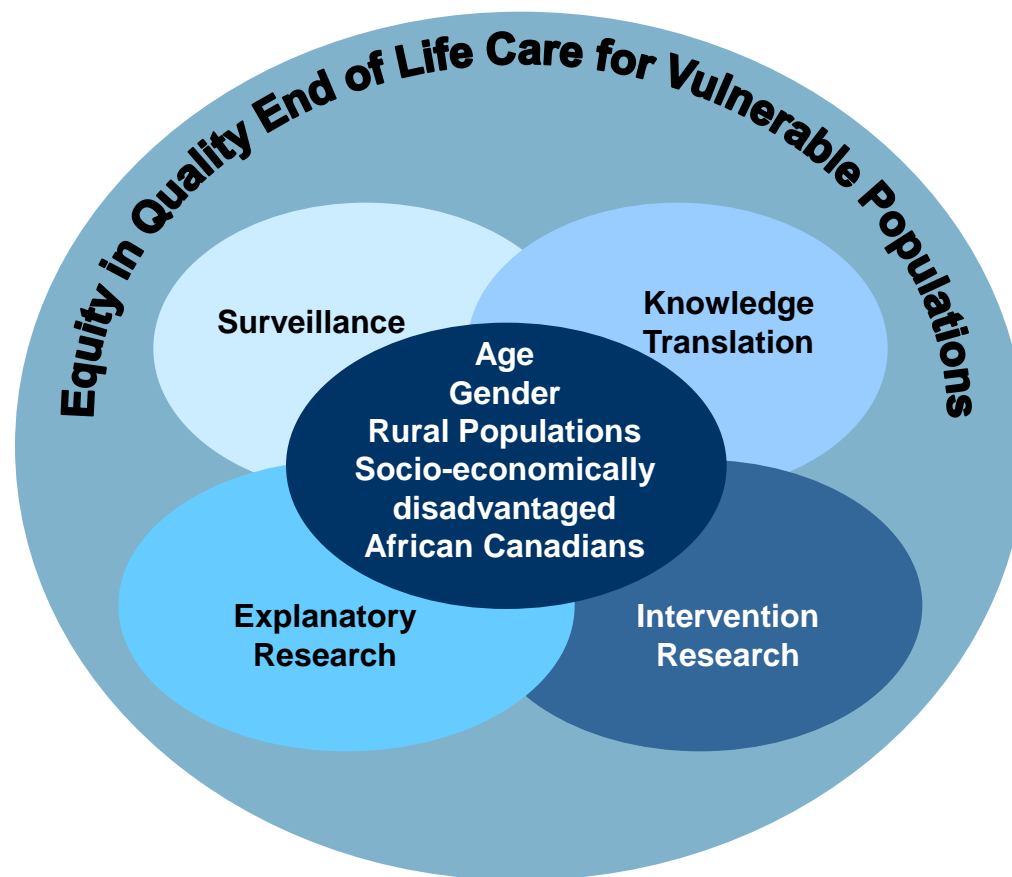 Equity in Quality End of Life Care for Vulnerable Populations
Surveillance
Knowledge
Translation
Age
Gender
Rural Populations
Socio-economically
disadvantaged
African Canadians
Explanatory
Research
Intervention
Research